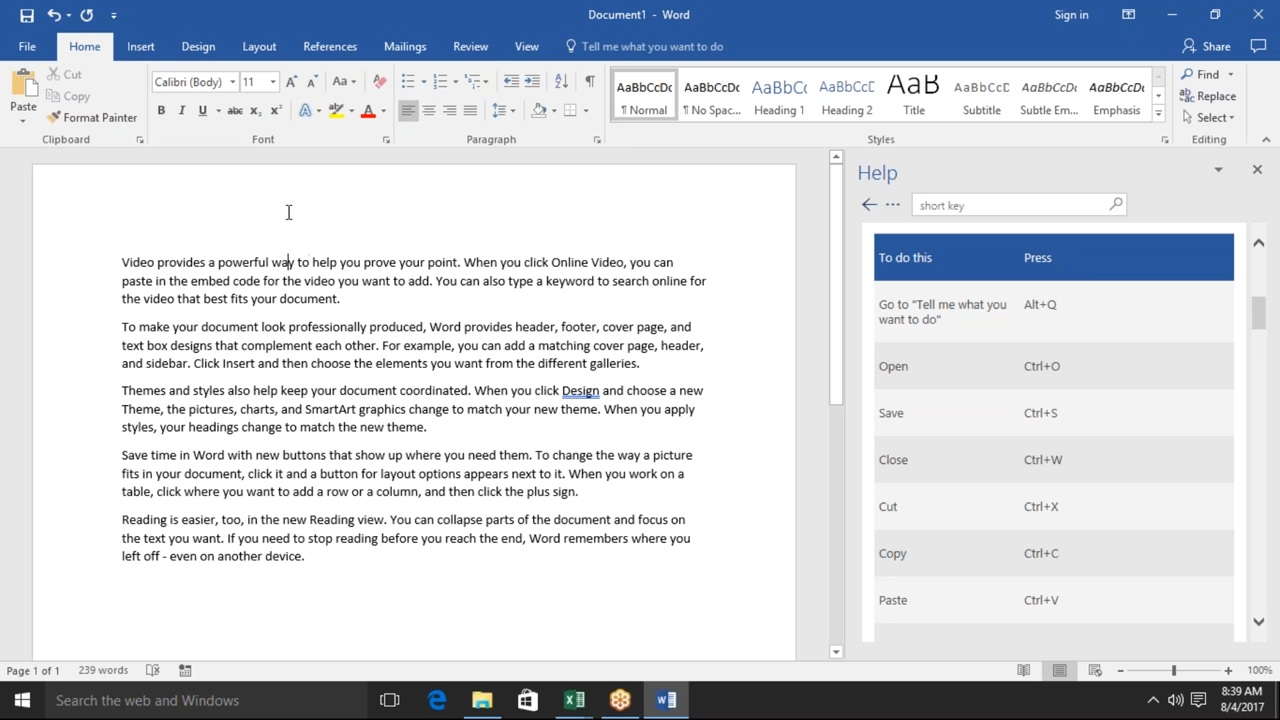 Document1 - Word
Sign in
File Home Insert Design Layout References Mailings Review View Tell me what you want to do Share
Paste
Cut
Copy
Format Painter
Clipboard
Calibri (Body) 11 Aa
B I U abc x₂ x² A A
Font
Paragraph
AaBbCcDc AaBbCcDc AaBbCc AaBbCcE AaB AaBbCcD AaBbCcDc AaBbCcDc
¶ Normal ¶ No Spac... Heading 1 Heading 2 Title Subtitle Subtle Em... Emphasis
Styles
Find
Replace
Select
Editing
Video provides a powerful way to help you prove your point. When you click Online Video, you can
paste in the embed code for the video you want to add. You can also type a keyword to search online for
the video that best fits your document.
To make your document look professionally produced, Word provides header, footer, cover page, and
text box designs that complement each other. For example, you can add a matching cover page, header,
and sidebar. Click Insert and then choose the elements you want from the different galleries.
Themes and styles also help keep your document coordinated. When you click Design and choose a new
Theme, the pictures, charts, and SmartArt graphics change to match your new theme. When you apply
styles, your headings change to match the new theme.
Save time in Word with new buttons that show up where you need them. To change the way a picture
fits in your document, click it and a button for layout options appears next to it. When you work on a
table, click where you want to add a row or a column, and then click the plus sign.
Reading is easier, too, in the new Reading view. You can collapse parts of the document and focus on
the text you want. If you need to stop reading before you reach the end, Word remembers where you
left off - even on another device.
Help
short key
To do this Press
Go to "Tell me what you Alt+Q
want to do"
Open Ctrl+O
Save Ctrl+S
Close Ctrl+W
Cut Ctrl+X
Copy Ctrl+C
Paste Ctrl+V
Page 1 of 1 239 words 100%
Search the web and Windows
8:39 AM
8/4/2017